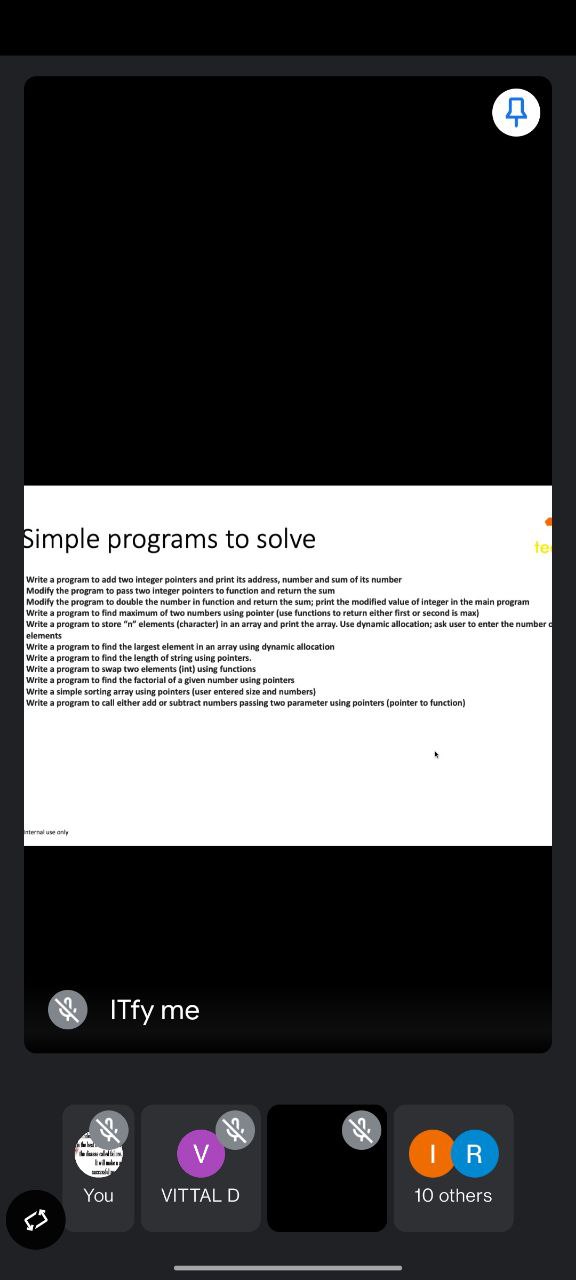 Simple programs to solve
Write a program to add two integer pointers and print its address, number and sum of its number
Modify the program to pass two integer pointers to function and return the sum
Modify the program to double the number in function and return the sum; print the modified value of integer in the main program
Write a program to find maximum of two numbers using pointer (use functions to return either first or second is max)
Write a program to store “n” elements (character) in an array and print the array. Use dynamic allocation; ask user to enter the number
elements
Write a program to find the largest element in an array using dynamic allocation
Write a program to find the length of string using pointers.
Write a program to swap two elements (int) using functions
Write a program to find the factorial of a given number using pointers
Write a simple sorting array using pointers (user entered size and numbers)
Write a program to call either add or subtract numbers passing two parameter using pointers (pointer to function)
Internal use only
ITfy me
V
I R
You
VITTAL D
10 others